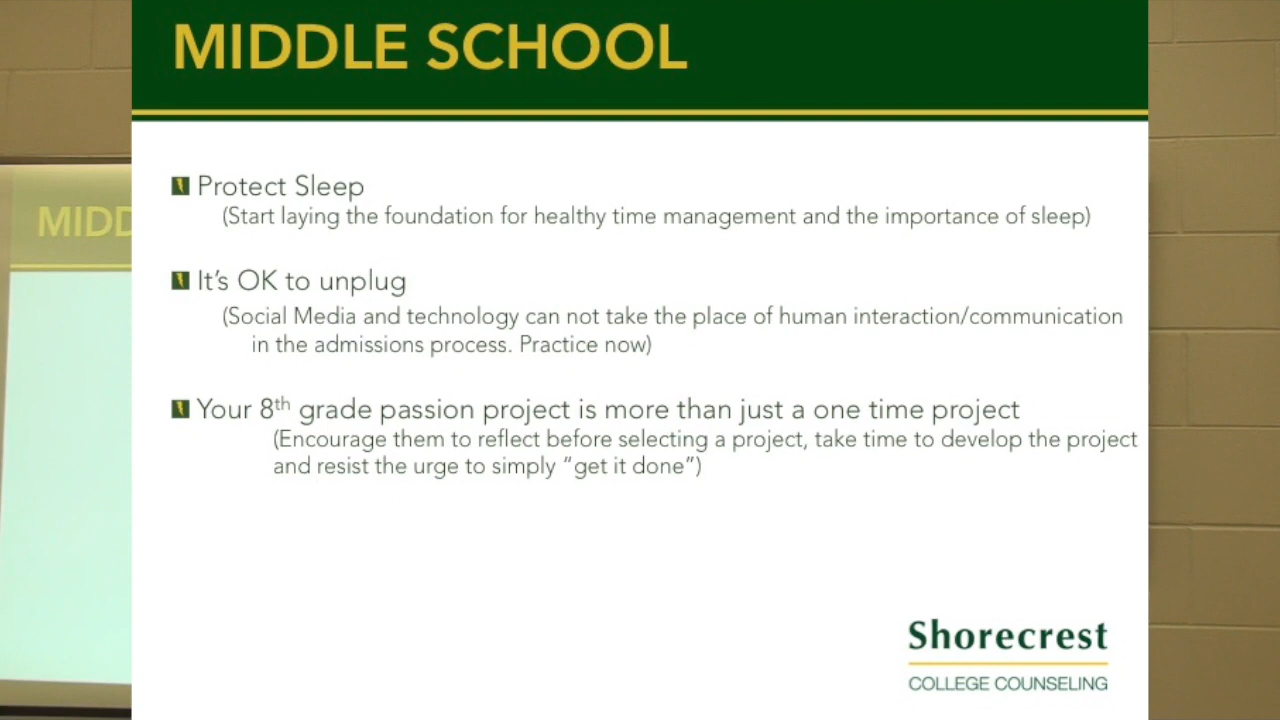 MIDDLE SCHOOL
MIDD
Protect Sleep
(Start laying the foundation for healthy time management and the importance of sleep)
It's OK to unplug
(Social Media and technology can not take the place of human interaction/communication
in the admissions process. Practice now)
Your 8th grade passion project is more than just a one time project
(Encourage them to reflect before selecting a project, take time to develop the project
and resist the urge to simply “get it done”)
Shorecrest
COLLEGE COUNSELING